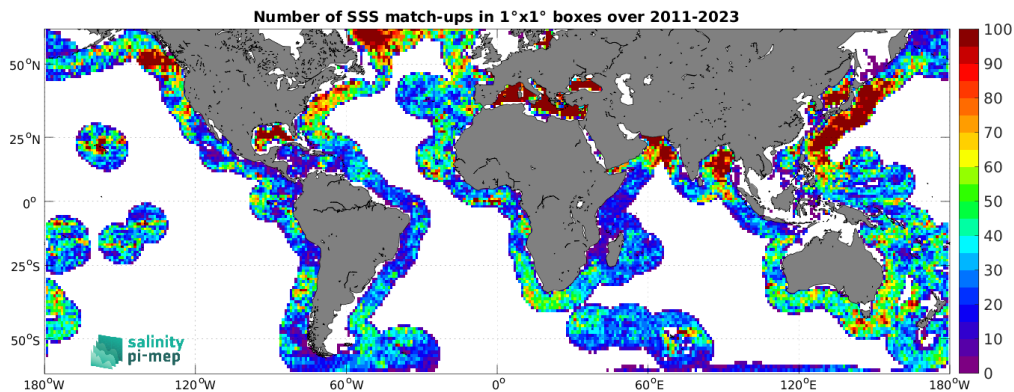 Number of SSS match-ups in 1°x1° boxes over 2011-2023
50°N
25°N
0°
25°S
50°S
180°W
120°W
60°W
0°
60°E
120°E
180°W
100
90
80
70
60
50
40
30
20
10
0
salinity
pi-mep